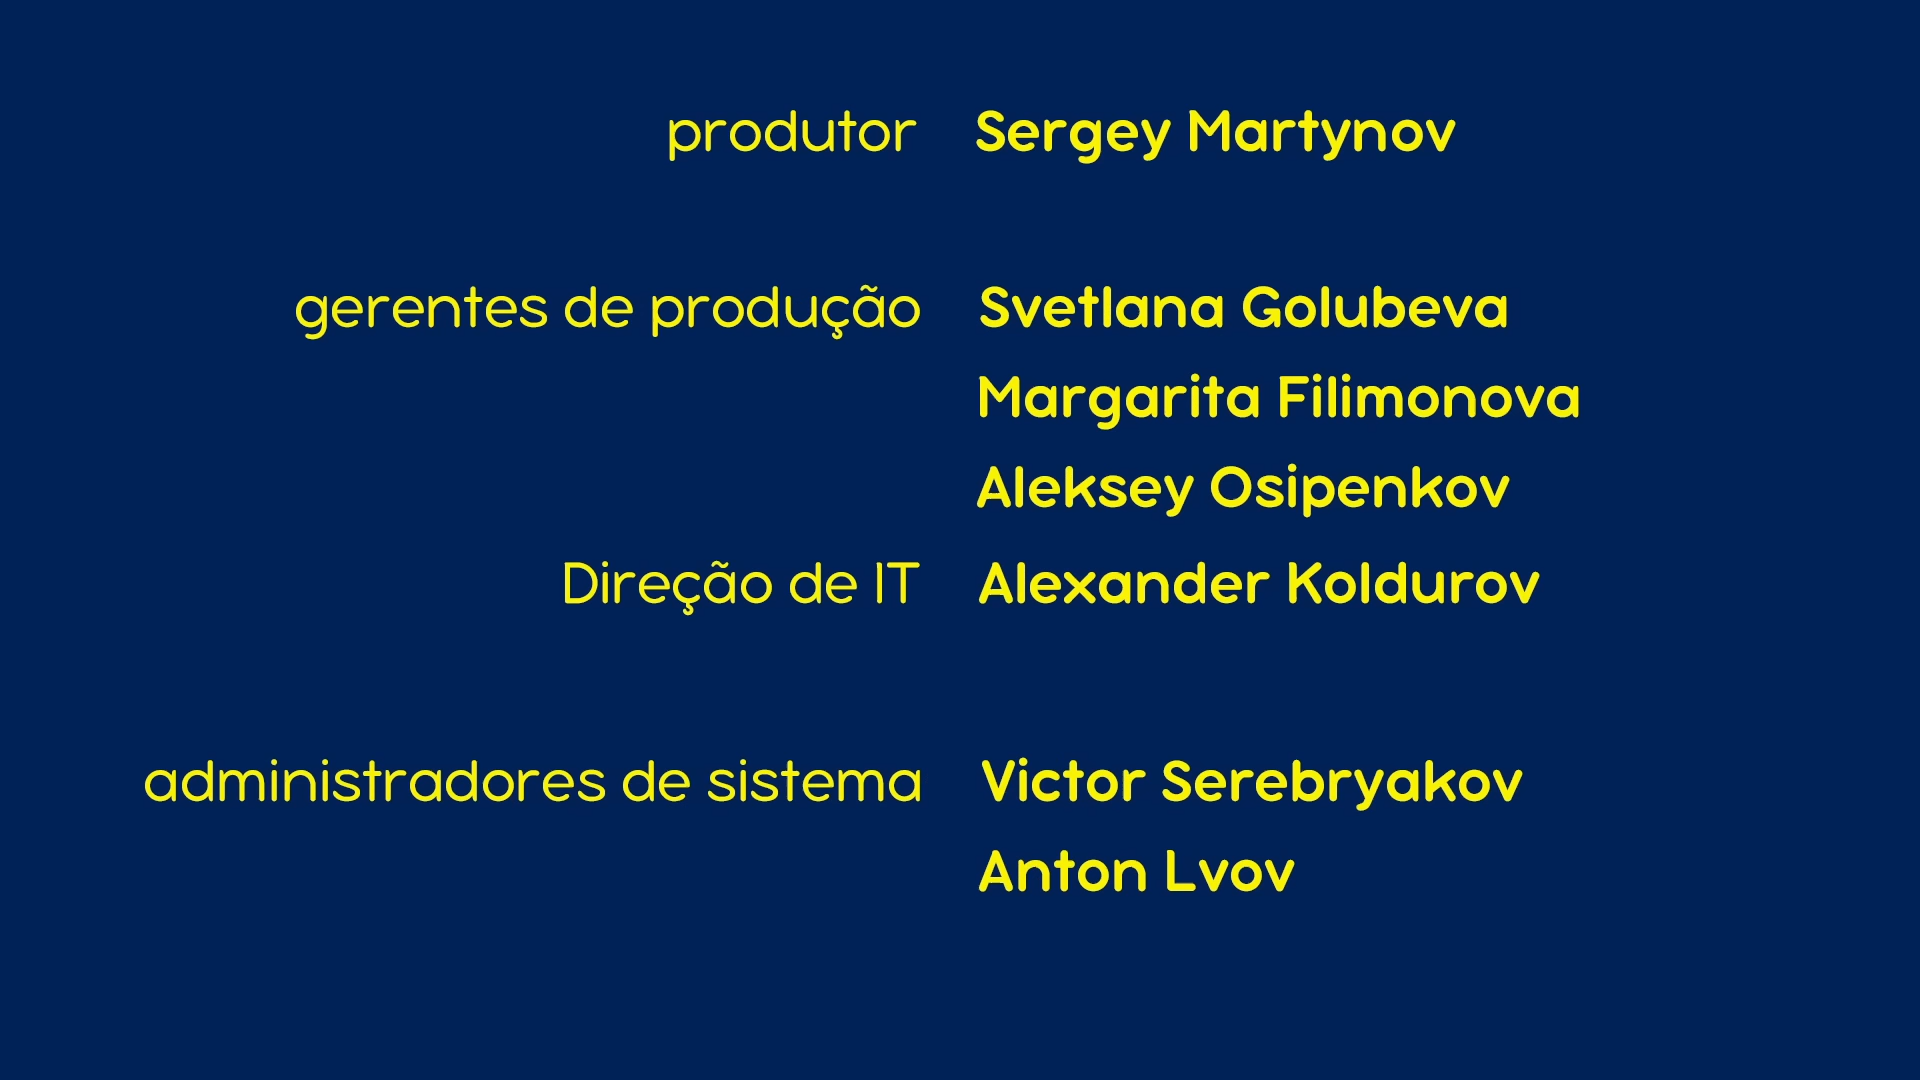 produtor Sergey Martynov
gerentes de produção Svetlana Golubeva
Margarita Filimonova
Aleksey Osipenkov
Direção de IT Alexander Koldurov
administradores de sistema Victor Serebryakov
Anton Lvov